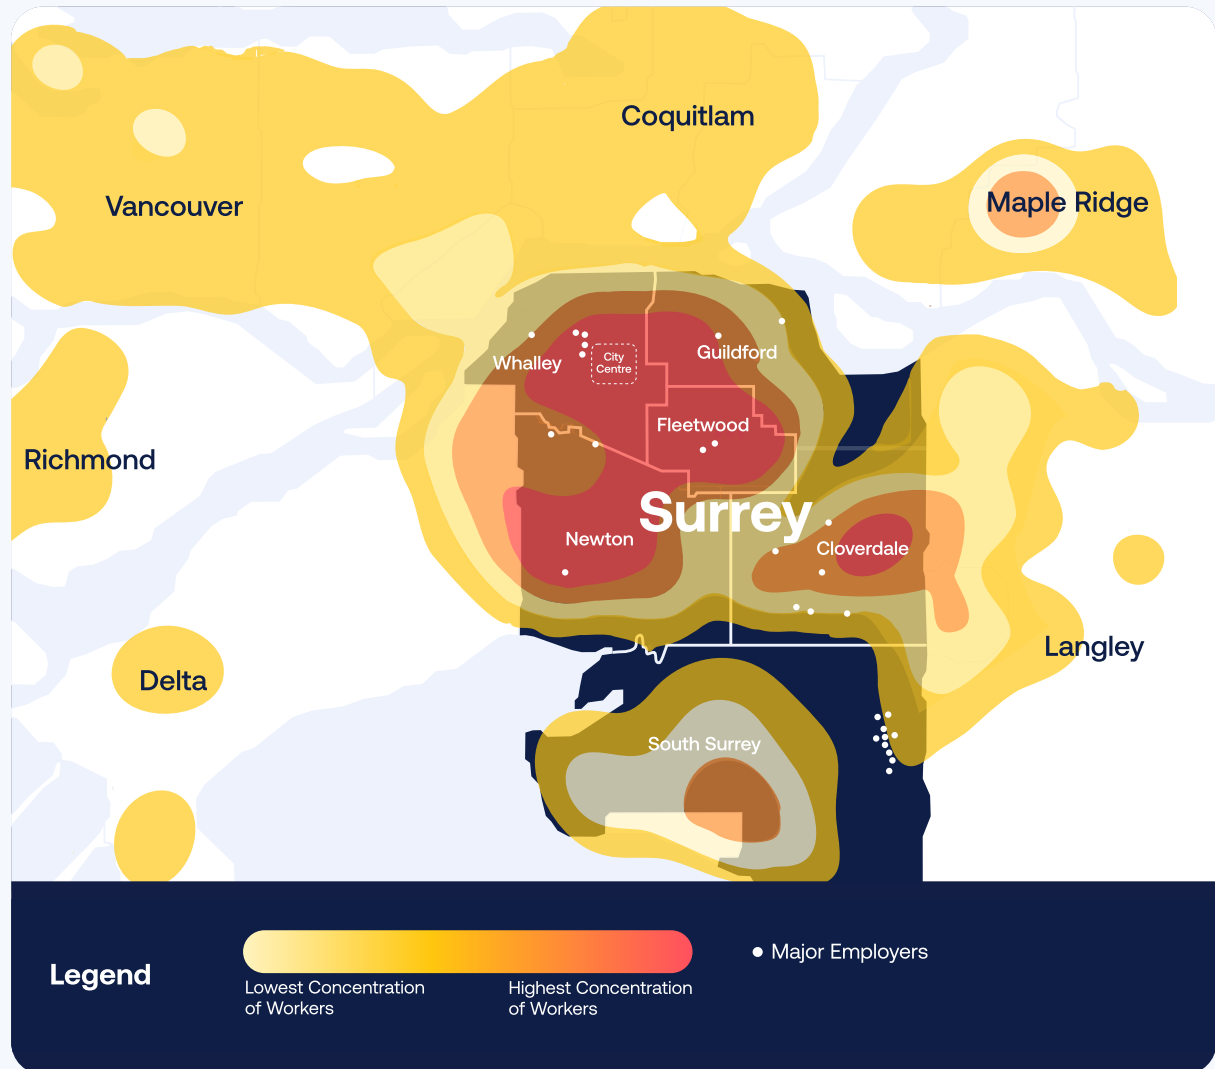 Coquitlam
Vancouver
Maple Ridge
Whalley
City
Centre
Guildford
Fleetwood
Richmond
Surrey
Newton
Cloverdale
Langley
Delta
South Surrey
Legend
Lowest Concentration
of Workers
Highest Concentration
of Workers
Major Employers